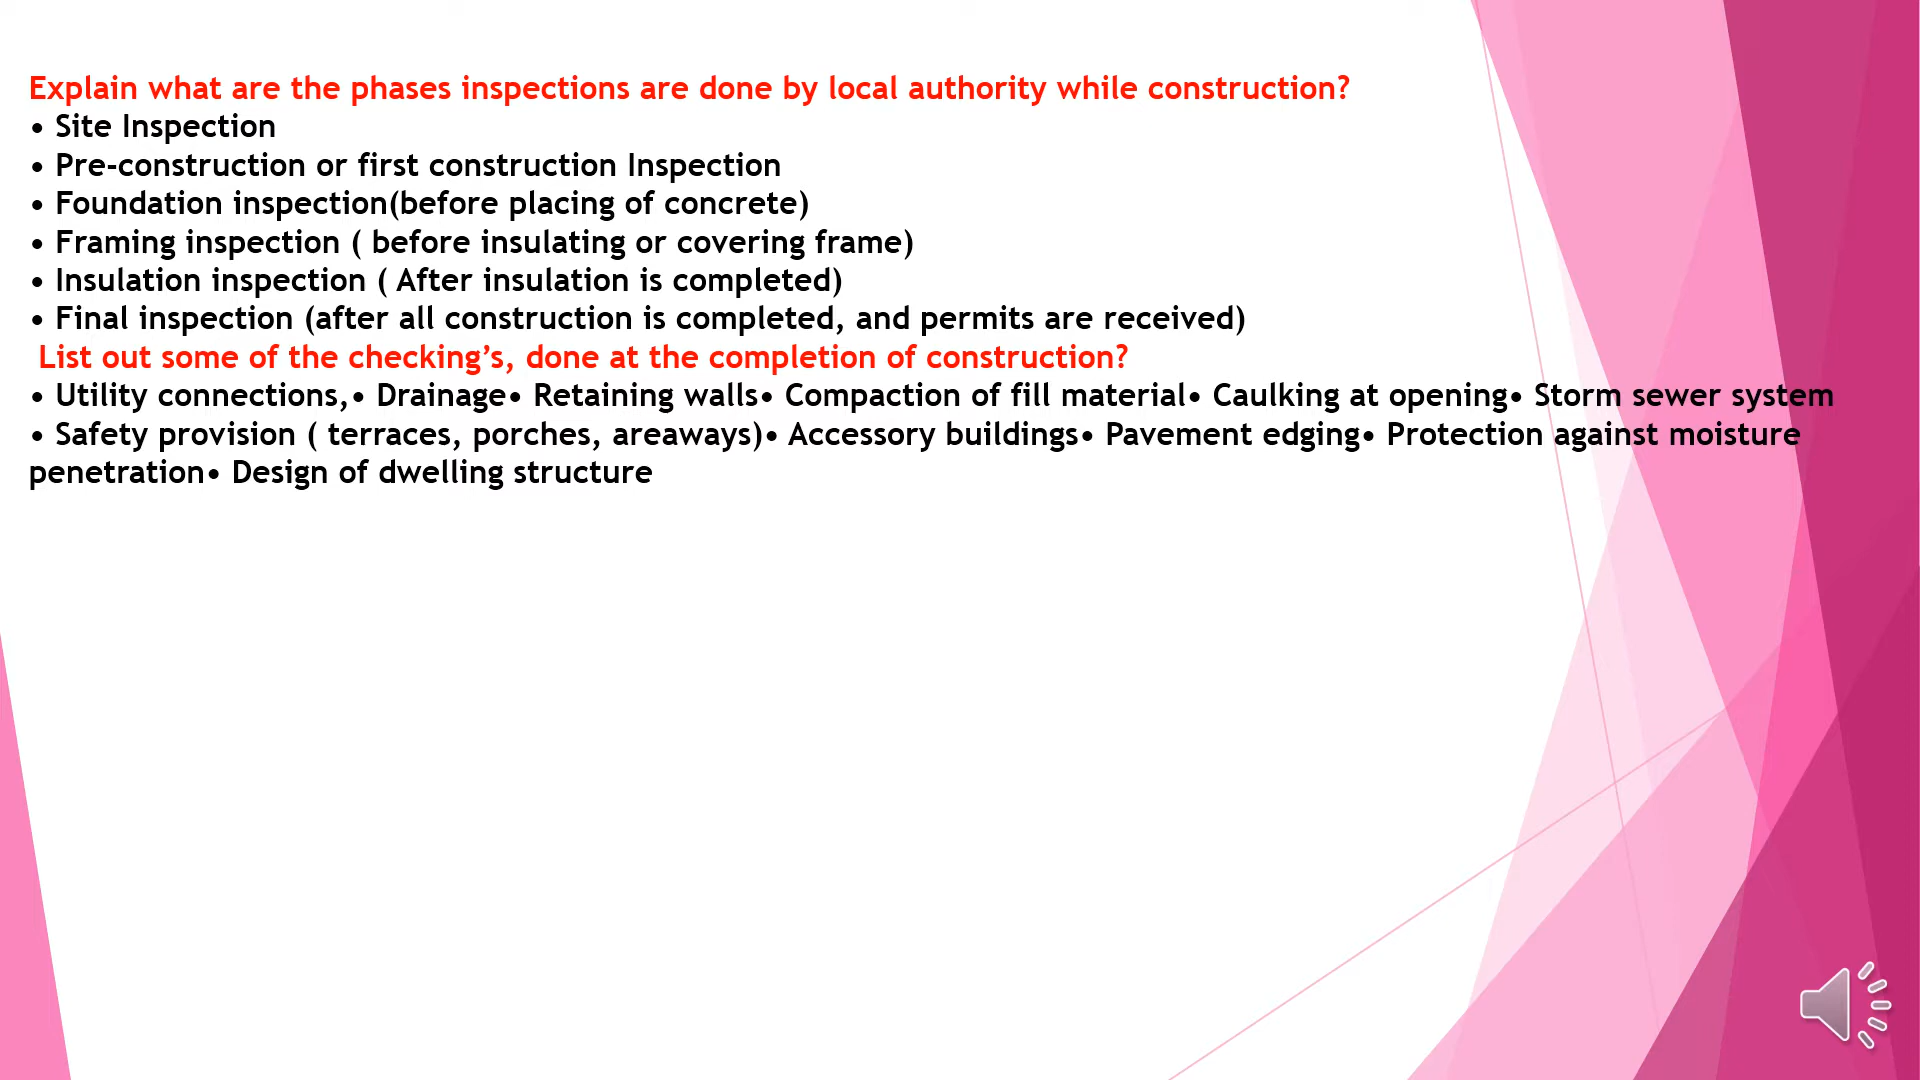 Explain what are the phases inspections are done by local authority while construction?
• Site Inspection
• Pre-construction or first construction Inspection
• Foundation inspection(before placing of concrete)
• Framing inspection ( before insulating or covering frame)
• Insulation inspection ( After insulation is completed)
• Final inspection (after all construction is completed, and permits are received)
List out some of the checking’s, done at the completion of construction?
• Utility connections,• Drainage• Retaining walls• Compaction of fill material• Caulking at opening• Storm sewer system
• Safety provision ( terraces, porches, areaways)• Accessory buildings• Pavement edging• Protection against moisture
penetration• Design of dwelling structure